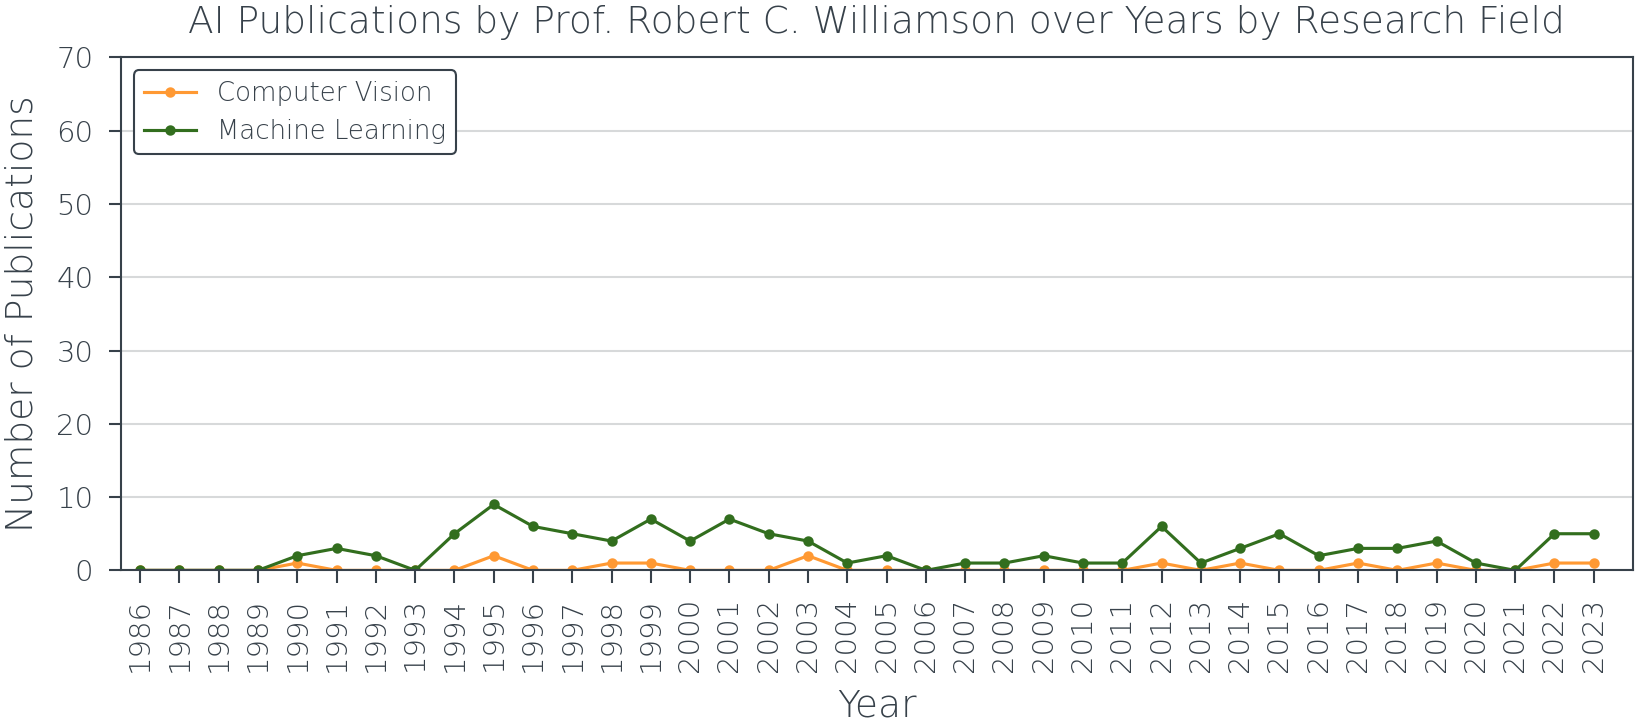 AI Publications by Prof. Robert C. Williamson over Years by Research Field
Number of Publications
70
60
50
40
30
20
10
0
Computer Vision
Machine Learning
1986 1987 1988 1989 1990 1991 1992 1993 1994 1995 1996 1997 1998 1999 2000 2001 2002 2003 2004 2005 2006 2007 2008 2009 2010 2011 2012 2013 2014 2015 2016 2017 2018 2019 2020 2021 2022 2023
Year